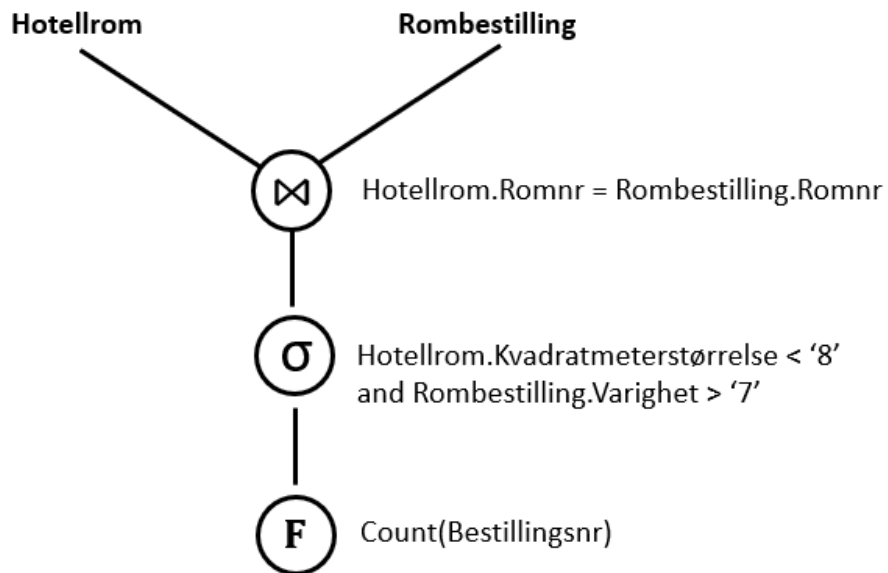 Hotellrom
Rombestilling
⋈
Hotellrom.Romnr = Rombestilling.Romnr
σ
Hotellrom.Kvadratmeterstørrelse < ‘8’
and Rombestilling.Varighet > ‘7’
F
Count(Bestillingsnr)